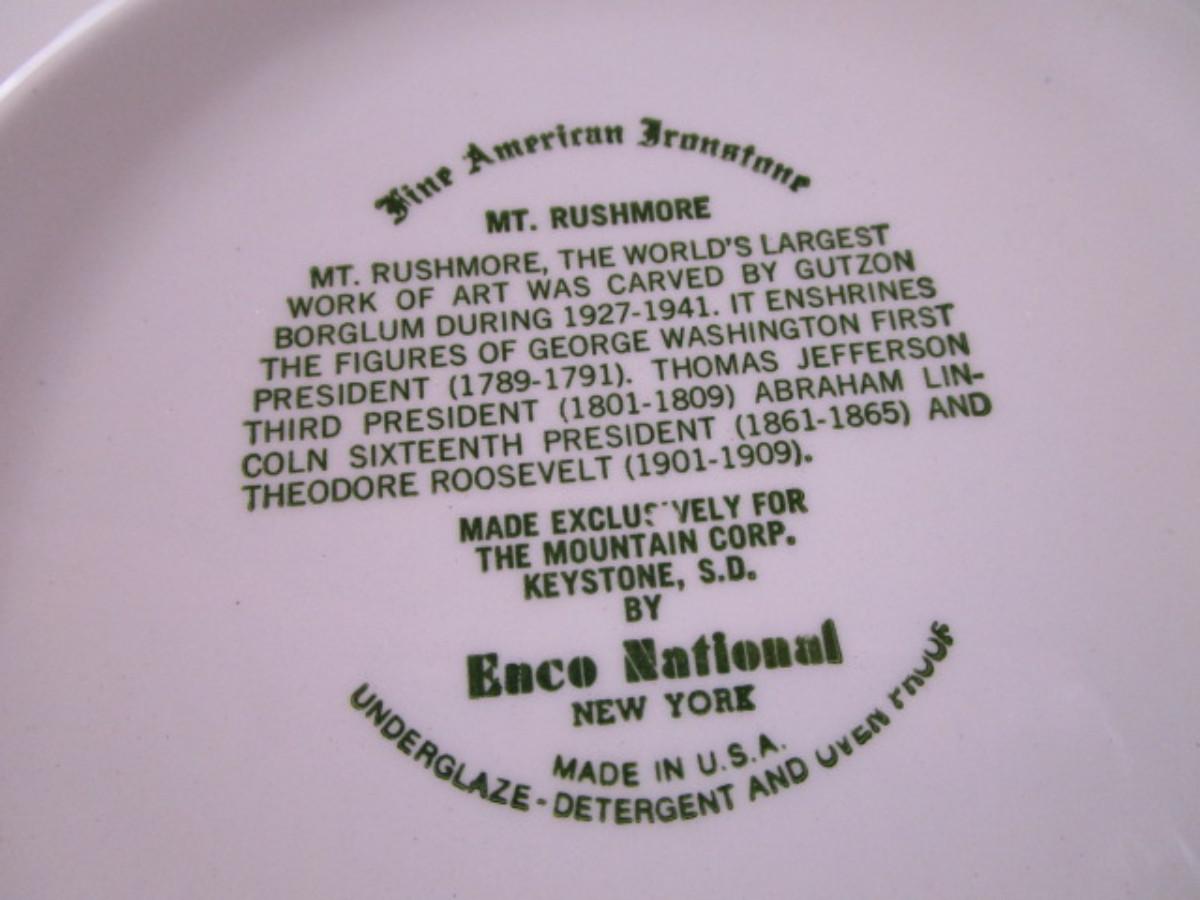 Fine American Ironstone
MT. RUSHMORE
MT. RUSHMORE, THE WORLD'S LARGEST
WORK OF ART WAS CARVED BY GUTZON
BORGLUM DURING 1927-1941. IT ENSHRINES
THE FIGURES OF GEORGE WASHINGTON FIRST
PRESIDENT (1789-1791). THOMAS JEFFERSON
THIRD PRESIDENT (1801-1809) ABRAHAM LIN-
COLN SIXTEENTH PRESIDENT (1861-1865) AND
THEODORE ROOSEVELT (1901-1909).
MADE EXCLUSIVELY FOR
THE MOUNTAIN CORP.
KEYSTONE, S.D.
BY
Enco National
NEW YORK
MADE IN U.S.A.
UNDERGLAZE - DETERGENT AND OVEN PROOF